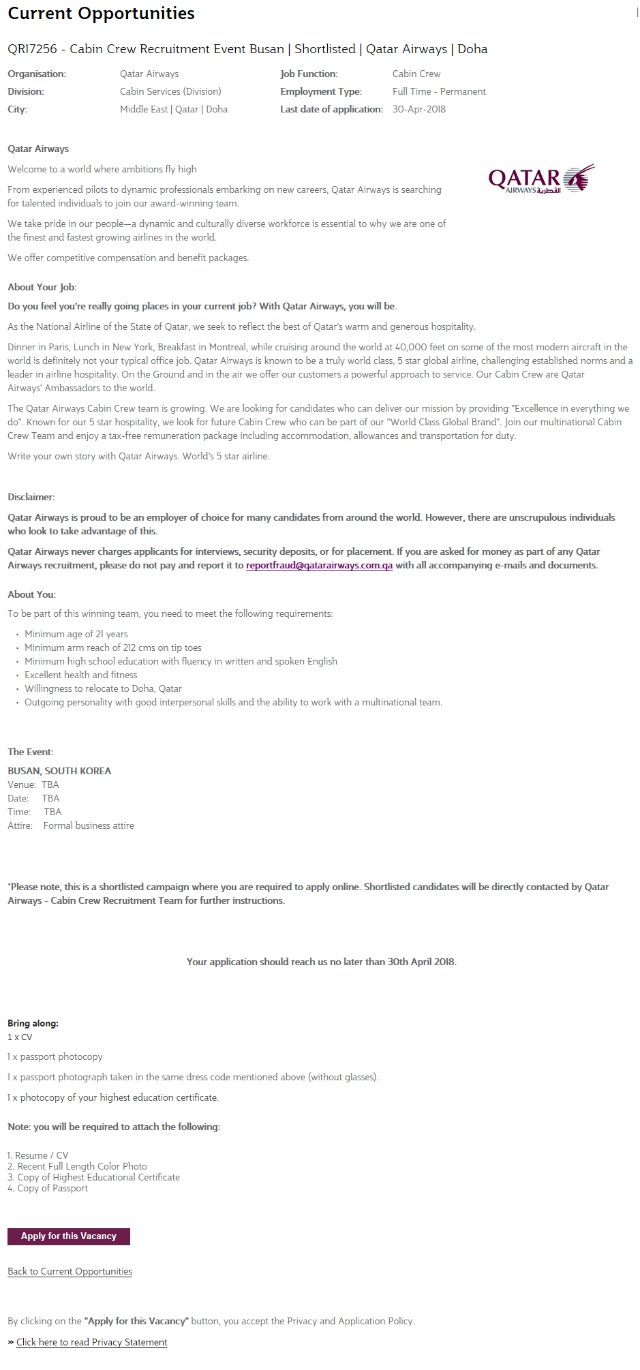 Current Opportunities
QR17256 - Cabin Crew Recruitment Event Busan | Shortlisted | Qatar Airways | Doha
Organisation: Qatar Airways Job Function: Cabin Crew
Division: Cabin Services (Division) Employment Type: Full Time - Permanent
City: Middle East | Qatar | Doha Last date of application: 30-Apr-2018
Qatar Airways
Welcome to a world where ambitions fly high
From experienced pilots to dynamic professionals embarking on new careers, Qatar Airways is searching
for talented individuals to join our award-winning team.
We take pride in our people—a dynamic and culturally diverse workforce is essential to why we are one of
the finest and fastest growing airlines in the world.
We offer competitive compensation and benefit packages.
QATAR
AIRWAYS القطرية
About Your Job:
Do you feel you're really going places in your current job? With Qatar Airways, you will be.
As the National Airline of the State of Qatar, we seek to reflect the best of Qatar's warm and generous hospitality.
Dinner in Paris, Lunch in New York, Breakfast in Montreal, while cruising around the world at 40,000 feet on some of the most modern aircraft in the
world is definitely not your typical office job. Qatar Airways is known to be a truly world class, 5 star global airline, challenging established norms and a
leader in airline hospitality. On the Ground and in the air we offer our customers a powerful approach to service. Our Cabin Crew are Qatar
Airways' Ambassadors to the world.
The Qatar Airways Cabin Crew team is growing. We are looking for candidates who can deliver our mission by providing "Excellence in everything we
do". Known for our 5 star hospitality, we look for future Cabin Crew who can be part of our "World Class Global Brand". Join our multinational Cabin
Crew Team and enjoy a tax-free remuneration package including accommodation, allowances and transportation for duty.
Write your own story with Qatar Airways. World's 5 star airline.
Disclaimer:
Qatar Airways is proud to be an employer of choice for many candidates from around the world. However, there are unscrupulous individuals
who look to take advantage of this.
Qatar Airways never charges applicants for interviews, security deposits, or for placement. If you are asked for money as part of any Qatar
Airways recruitment, please do not pay and report it to reportfraud@qatarairways.com.qa with all accompanying e-mails and documents.
About You:
To be part of this winning team, you need to meet the following requirements:
• Minimum age of 21 years
• Minimum arm reach of 212 cms on tip toes
• Minimum high school education with fluency in written and spoken English
• Excellent health and fitness
• Willingness to relocate to Doha, Qatar
• Outgoing personality with good interpersonal skills and the ability to work with a multinational team.
The Event:
BUSAN, SOUTH KOREA
Venue: TBA
Date: TBA
Time: TBA
Attire: Formal business attire
*Please note, this is a shortlisted campaign where you are required to apply online. Shortlisted candidates will be directly contacted by Qatar
Airways - Cabin Crew Recruitment Team for further instructions.
Your application should reach us no later than 30th April 2018.
Bring along:
1 x CV
1 x passport photocopy
1 x passport photograph taken in the same dress code mentioned above (without glasses).
1 x photocopy of your highest education certificate.
Note: you will be required to attach the following:
1. Resume / CV
2. Recent Full Length Color Photo
3. Copy of Highest Educational Certificate
4. Copy of Passport
Apply for this Vacancy
Back to Current Opportunities
By clicking on the "Apply for this Vacancy" button, you accept the Privacy and Application Policy.
» Click here to read Privacy Statement